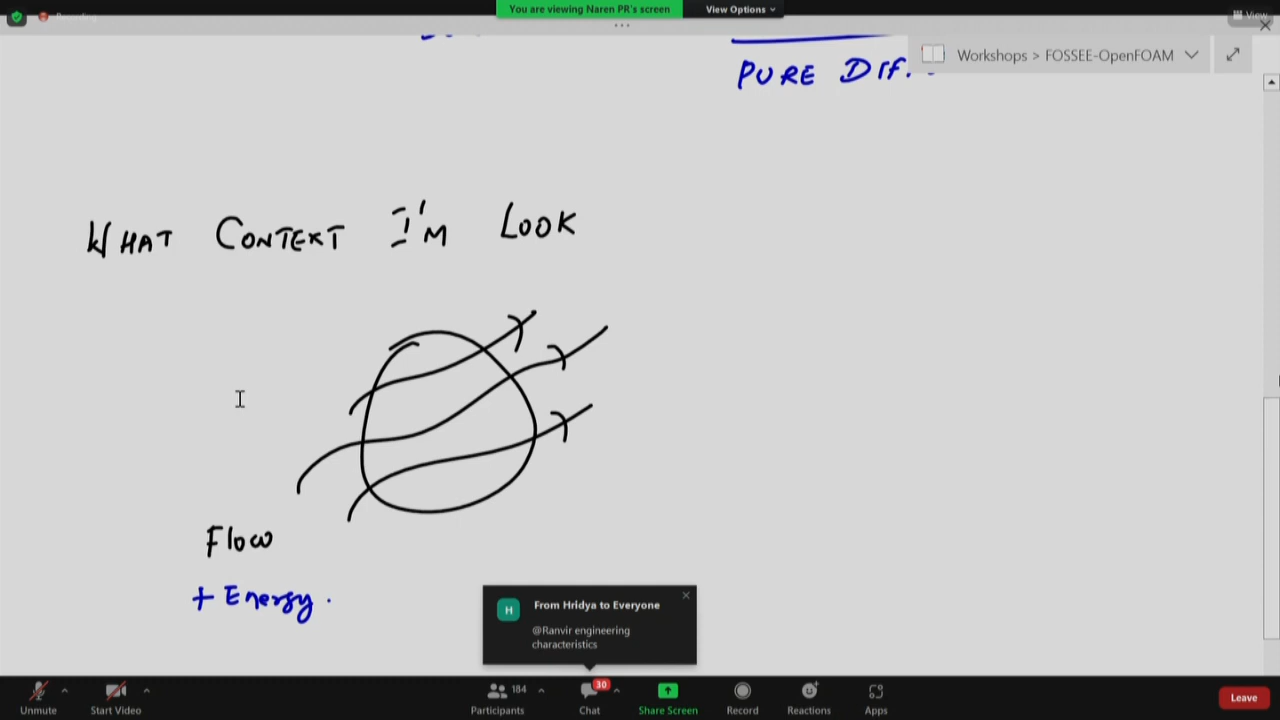 You are viewing Naren PR's screen
View Options
Recording
View
Workshops > FOSSEE-OpenFOAM
PURE DIF.
WHAT CONTEXT I'M LOOK
Flow
+ Energy.
H
From Hridya to Everyone
@Ranvir engineering
characteristics
184
30
Unmute
Start Video
Participants
Chat
Share Screen
Record
Reactions
Apps
Leave